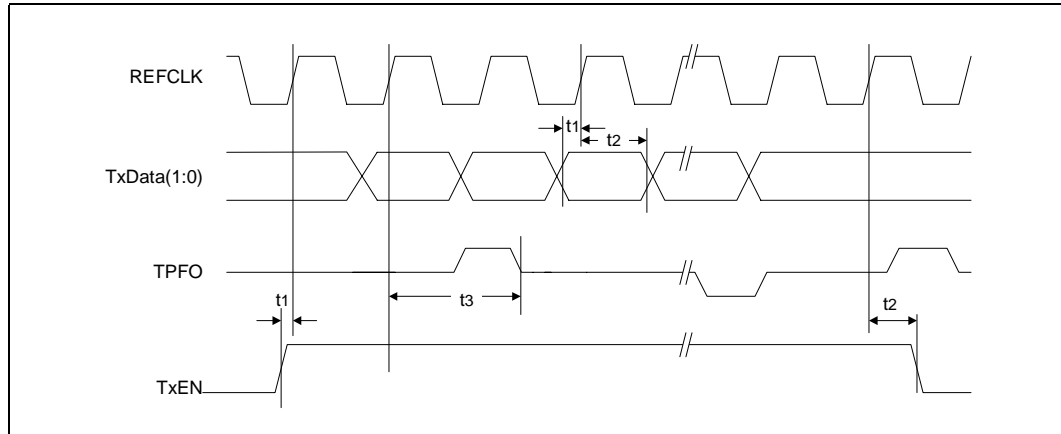 REFCLK
t1
t2
TxData(1:0)
TPFO
t1
t3
t2
TxEN